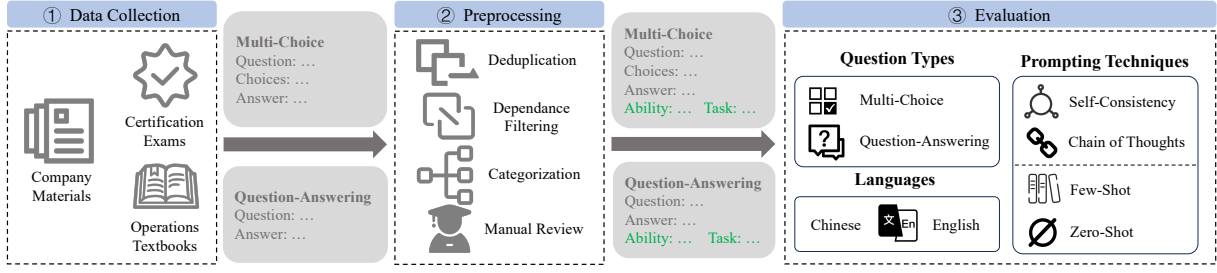 ① Data Collection
Company
Materials
Certification
Exams
Operations
Textbooks
Multi-Choice
Question: …
Choices: …
Answer: …
Question-Answering
Question: …
Answer: …
② Preprocessing
Deduplication
Dependance
Filtering
Categorization
Manual Review
Multi-Choice
Question: …
Choices: …
Answer: …
Ability: … Task: …
Question-Answering
Question: …
Answer: …
Ability: … Task: …
③ Evaluation
Question Types
Multi-Choice
?
Question-Answering
Languages
Chinese
文
En
English
Prompting Techniques
Self-Consistency
Chain of Thoughts
Few-Shot
Zero-Shot